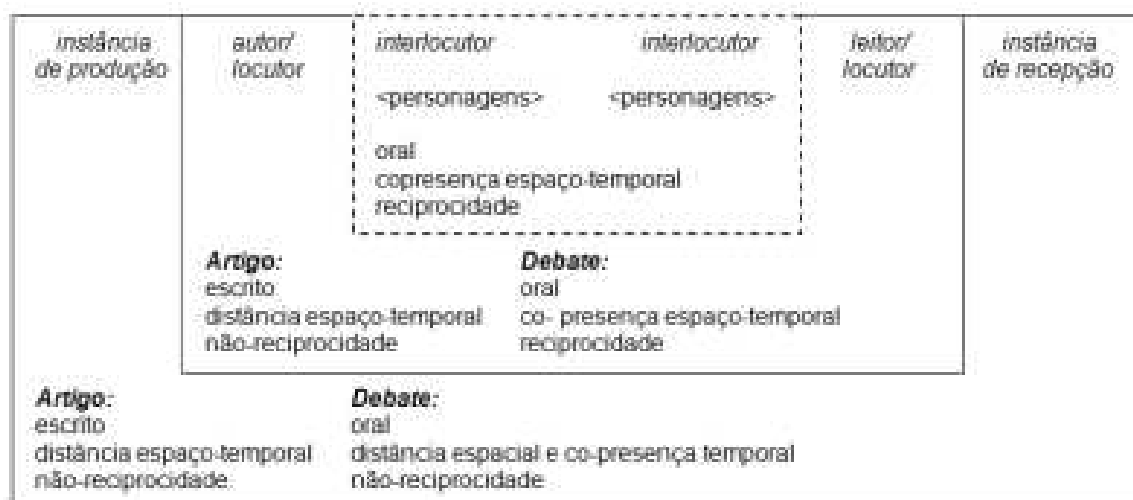 instância
de produção
autor/
locutor
interlocutor
interlocutor
leitor/
locutor
instância
de recepção
<personagens>
<personagens>
oral
copresença espaço-temporal
reciprocidade
Artigo:
escrito
distância espaço-temporal
não-reciprocidade
Debate:
oral
co- presença espaço-temporal
reciprocidade
Artigo:
escrito
distância espaço-temporal
não-reciprocidade
Debate:
oral
distância espacial e co-presença temporal
não-reciprocidade